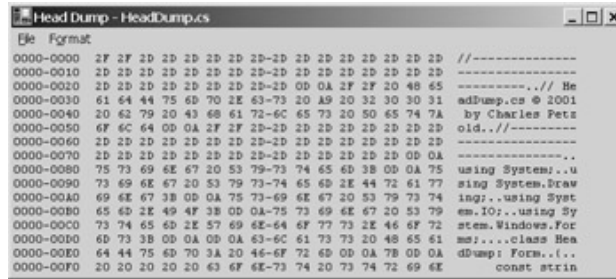 Head Dump - HeadDump.cs
File Format
0000-0000 2F 2F 2D 2D 2D 2D 2D 2D-2D 2D 2D 2D 2D 2D 2D 2D //--------------
0000-0010 2D 2D 2D 2D 2D 2D 2D 2D-2D 2D 2D 2D 2D 2D 2D 2D ----------------
0000-0020 2D 2D 2D 2D 2D 2D 2D 2D-2D 0D 0A 2F 2F 20 48 65 ---------..// He
0000-0030 61 64 44 75 6D 70 2E 63-73 20 A9 20 32 30 30 31 adDump.cs © 2001
0000-0040 20 62 79 20 43 68 61 72-6C 65 73 20 50 65 74 7A by Charles Petz
0000-0050 6F 6C 64 0D 0A 2F 2F 2D-2D 2D 2D 2D 2D 2D 2D 2D old..//---------
0000-0060 2D 2D 2D 2D 2D 2D 2D 2D-2D 2D 2D 2D 2D 2D 2D 2D ----------------
0000-0070 2D 2D 2D 2D 2D 2D 2D 2D-2D 2D 2D 2D 2D 2D 0D 0A --------------..
0000-0080 75 73 69 6E 67 20 53 79-73 74 65 6D 3B 0D 0A 75 using System;..u
0000-0090 73 69 6E 67 20 53 79 73-74 65 6D 2E 44 72 61 77 sing System.Draw
0000-00A0 69 6E 67 3B 0D 0A 75 73-69 6E 67 20 53 79 73 74 ing;..using Syst
0000-00B0 65 6D 2E 49 4F 3B 0D 0A-75 73 69 6E 67 20 53 79 em.IO;..using Sy
0000-00C0 73 74 65 6D 2E 57 69 6E-64 6F 77 73 2E 46 6F 72 stem.Windows.For
0000-00D0 6D 73 3B 0D 0A 0D 0A 63-6C 61 73 73 20 48 65 61 ms;....class Hea
0000-00E0 64 44 75 6D 70 3A 20 46-6F 72 6D 0D 0A 7B 0D 0A dDump: Form..{..
0000-00F0 20 20 20 20 20 63 6F 6E-73 74 20 73 74 72 69 6E const strin